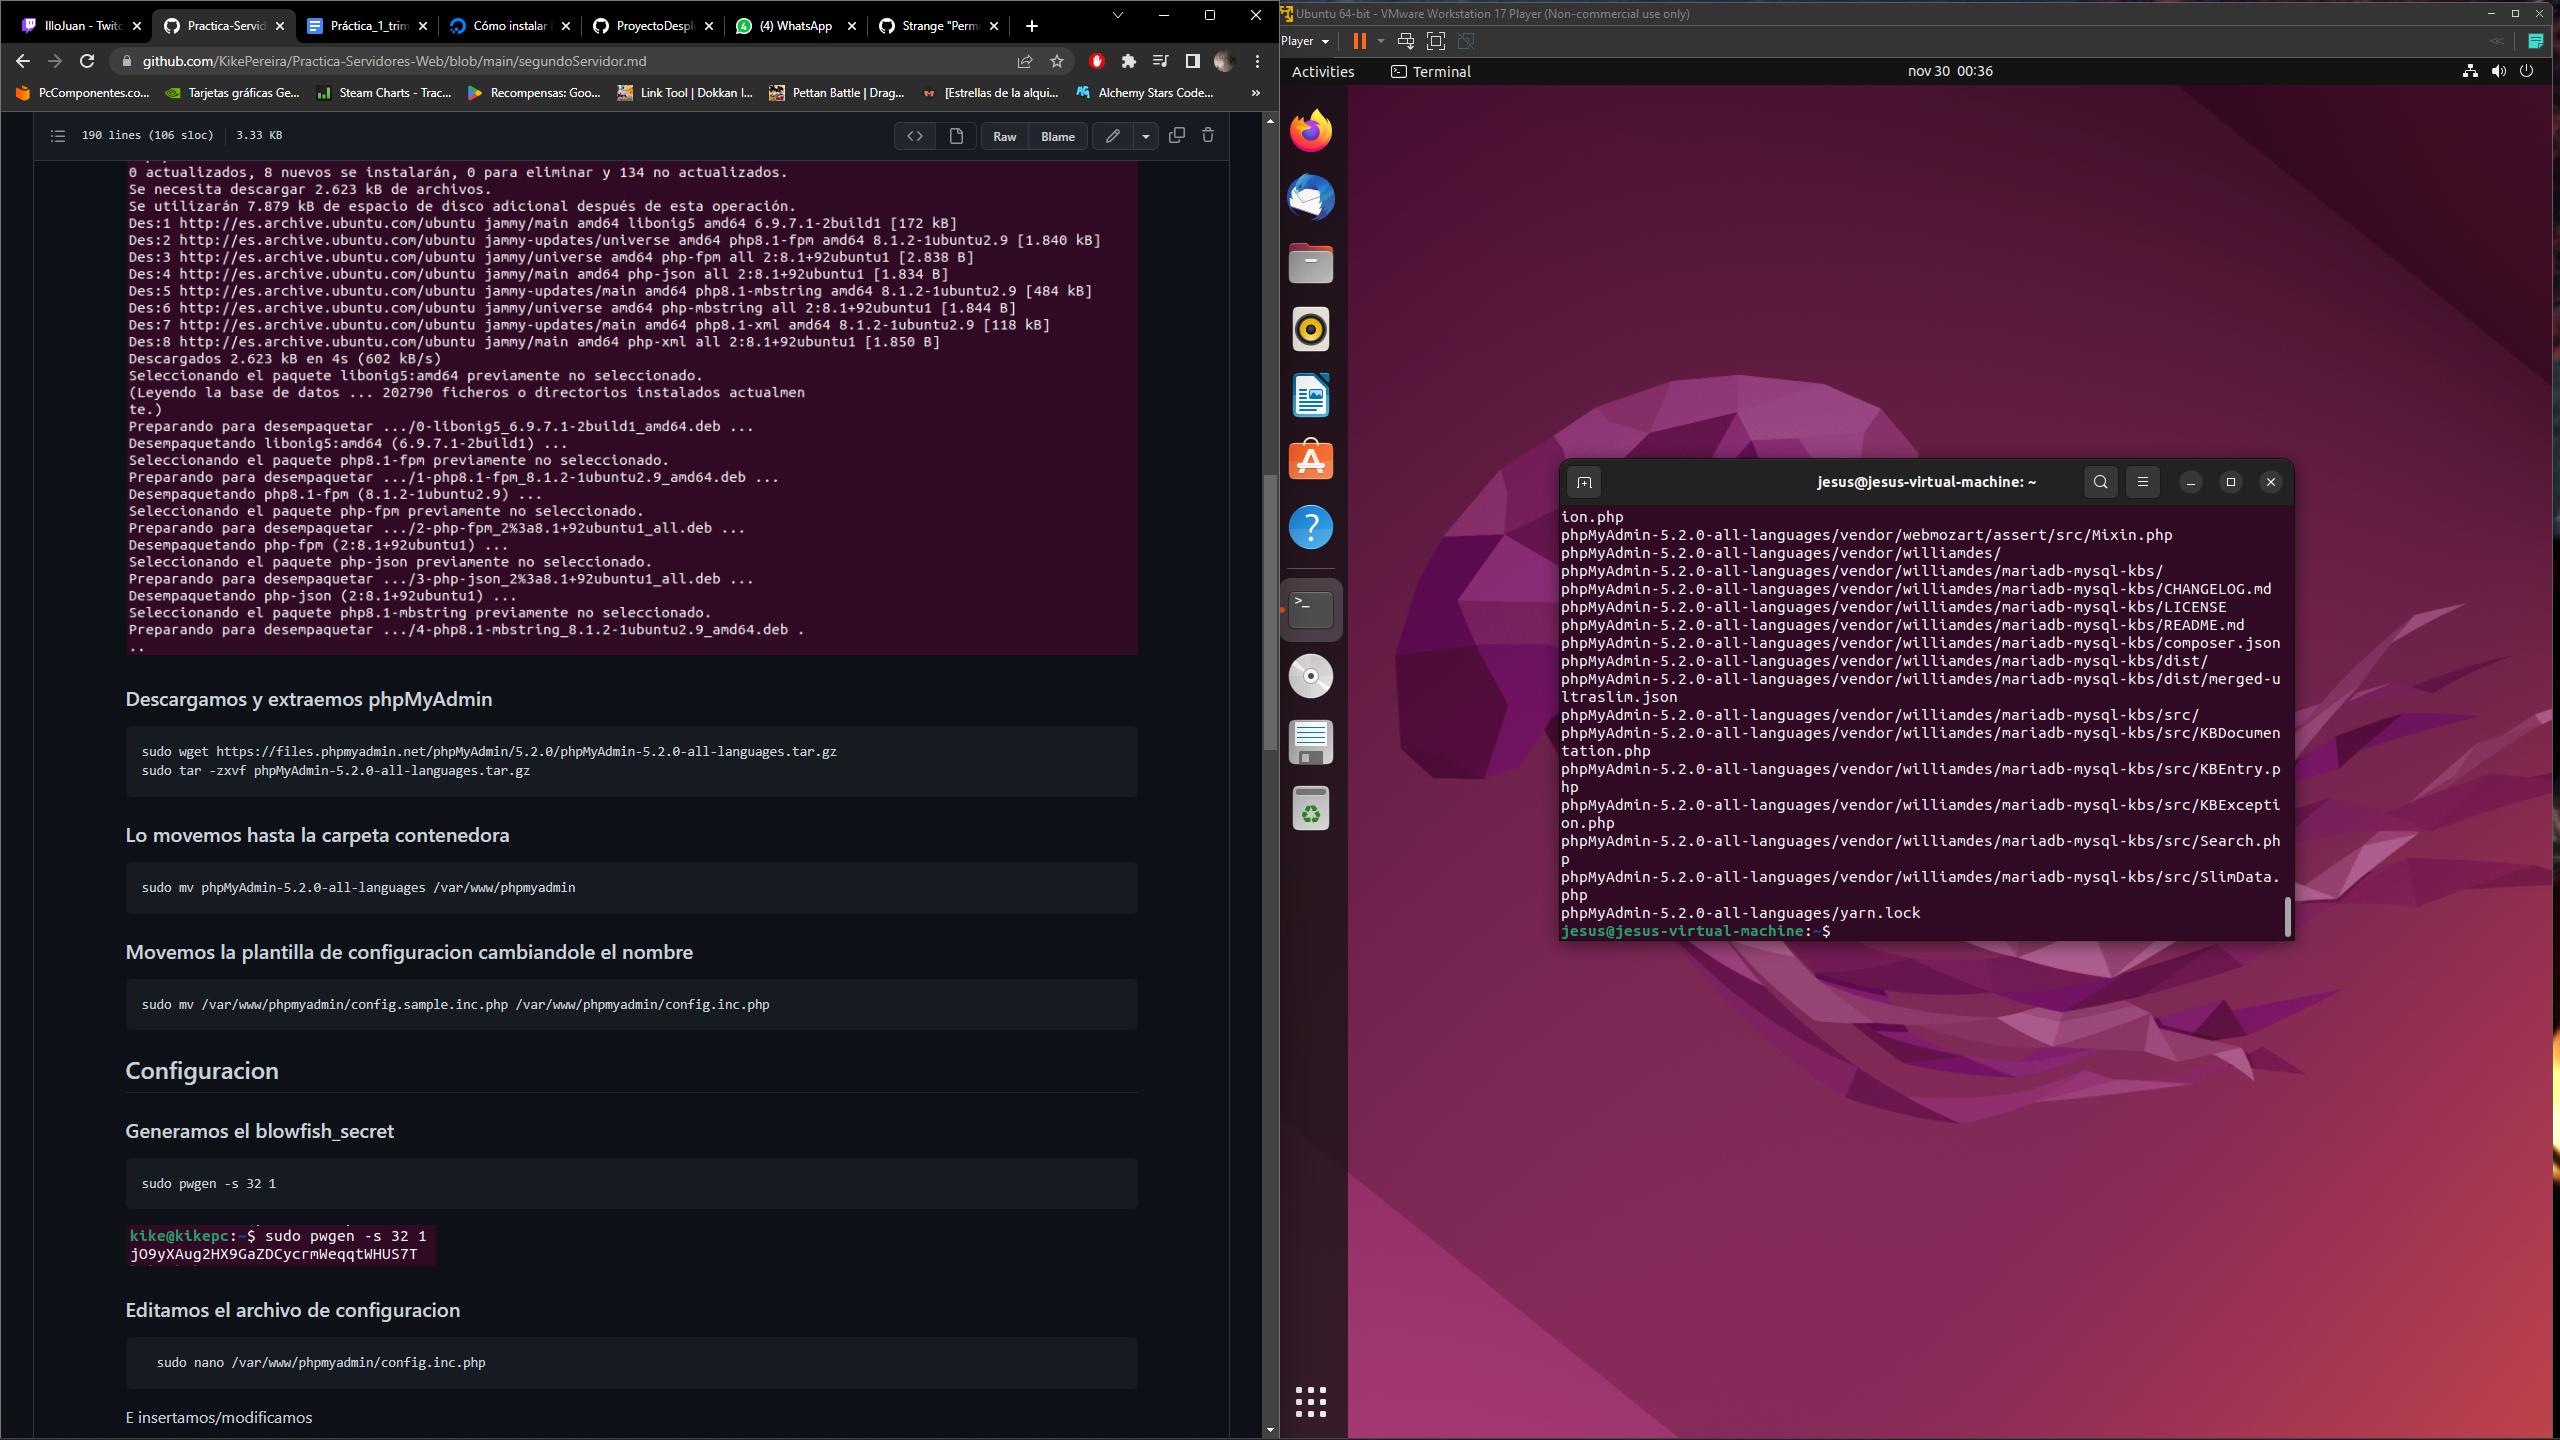 IlloJuan - Twitc
Practica-Servid
Práctica_1_trim
Cómo instalar
ProyectoDespli
(4) WhatsApp
Strange "Perm
github.com/KikePereira/Practica-Servidores-Web/blob/main/segundoServidor.md
PcComponentes.co...
Tarjetas gráficas Ge...
Steam Charts - Trac...
Recompensas: Goo...
Link Tool | Dokkan I...
Pettan Battle | Drag...
[Estrellas de la alqui...
Alchemy Stars Code...
»
190 lines (106 sloc)
3.33 KB
Raw
Blame
0 actualizados, 8 nuevos se instalarán, 0 para eliminar y 134 no actualizados.
Se necesita descargar 2.623 kB de archivos.
Se utilizarán 7.879 kB de espacio de disco adicional después de esta operación.
Des:1 http://es.archive.ubuntu.com/ubuntu jammy/main amd64 libonig5 amd64 6.9.7.1-2build1 [172 kB]
Des:2 http://es.archive.ubuntu.com/ubuntu jammy-updates/universe amd64 php8.1-fpm amd64 8.1.2-1ubuntu2.9 [1.840 kB]
Des:3 http://es.archive.ubuntu.com/ubuntu jammy/universe amd64 php-fpm all 2:8.1+92ubuntu1 [2.838 B]
Des:4 http://es.archive.ubuntu.com/ubuntu jammy/main amd64 php-json all 2:8.1+92ubuntu1 [1.834 B]
Des:5 http://es.archive.ubuntu.com/ubuntu jammy-updates/main amd64 php8.1-mbstring amd64 8.1.2-1ubuntu2.9 [484 kB]
Des:6 http://es.archive.ubuntu.com/ubuntu jammy/universe amd64 php-mbstring all 2:8.1+92ubuntu1 [1.844 B]
Des:7 http://es.archive.ubuntu.com/ubuntu jammy-updates/main amd64 php8.1-xml amd64 8.1.2-1ubuntu2.9 [118 kB]
Des:8 http://es.archive.ubuntu.com/ubuntu jammy/main amd64 php-xml all 2:8.1+92ubuntu1 [1.850 B]
Descargados 2.623 kB en 4s (602 kB/s)
Seleccionando el paquete libonig5:amd64 previamente no seleccionado.
(Leyendo la base de datos ... 202790 ficheros o directorios instalados actualmen
te.)
Preparando para desempaquetar .../0-libonig5_6.9.7.1-2build1_amd64.deb ...
Desempaquetando libonig5:amd64 (6.9.7.1-2build1) ...
Seleccionando el paquete php8.1-fpm previamente no seleccionado.
Preparando para desempaquetar .../1-php8.1-fpm_8.1.2-1ubuntu2.9_amd64.deb ...
Desempaquetando php8.1-fpm (8.1.2-1ubuntu2.9) ...
Seleccionando el paquete php-fpm previamente no seleccionado.
Preparando para desempaquetar .../2-php-fpm_2%3a8.1+92ubuntu1_all.deb ...
Desempaquetando php-fpm (2:8.1+92ubuntu1) ...
Seleccionando el paquete php-json previamente no seleccionado.
Preparando para desempaquetar .../3-php-json_2%3a8.1+92ubuntu1_all.deb ...
Desempaquetando php-json (2:8.1+92ubuntu1) ...
Seleccionando el paquete php8.1-mbstring previamente no seleccionado.
Preparando para desempaquetar .../4-php8.1-mbstring_8.1.2-1ubuntu2.9_amd64.deb .
..
Descargamos y extraemos phpMyAdmin
sudo wget https://files.phpmyadmin.net/phpMyAdmin/5.2.0/phpMyAdmin-5.2.0-all-languages.tar.gz
sudo tar -zxvf phpMyAdmin-5.2.0-all-languages.tar.gz
Lo movemos hasta la carpeta contenedora
sudo mv phpMyAdmin-5.2.0-all-languages /var/www/phpmyadmin
Movemos la plantilla de configuracion cambiandole el nombre
sudo mv /var/www/phpmyadmin/config.sample.inc.php /var/www/phpmyadmin/config.inc.php
Configuracion
Generamos el blowfish_secret
sudo pwgen -s 32 1
kike@kikepc:~$ sudo pwgen -s 32 1
jO9yXAug2HX9GaZDCycrmWeqqtWHUS7T
Editamos el archivo de configuracion
sudo nano /var/www/phpmyadmin/config.inc.php
E insertamos/modificamos
Ubuntu 64-bit - VMware Workstation 17 Player (Non-commercial use only)
Player
Activities
Terminal
nov 30 00:36
jesus@jesus-virtual-machine: ~
ion.php
phpMyAdmin-5.2.0-all-languages/vendor/webmozart/assert/src/Mixin.php
phpMyAdmin-5.2.0-all-languages/vendor/williamdes/
phpMyAdmin-5.2.0-all-languages/vendor/williamdes/mariadb-mysql-kbs/
phpMyAdmin-5.2.0-all-languages/vendor/williamdes/mariadb-mysql-kbs/CHANGELOG.md
phpMyAdmin-5.2.0-all-languages/vendor/williamdes/mariadb-mysql-kbs/LICENSE
phpMyAdmin-5.2.0-all-languages/vendor/williamdes/mariadb-mysql-kbs/README.md
phpMyAdmin-5.2.0-all-languages/vendor/williamdes/mariadb-mysql-kbs/composer.json
phpMyAdmin-5.2.0-all-languages/vendor/williamdes/mariadb-mysql-kbs/dist/
phpMyAdmin-5.2.0-all-languages/vendor/williamdes/mariadb-mysql-kbs/dist/merged-u
ltraslim.json
phpMyAdmin-5.2.0-all-languages/vendor/williamdes/mariadb-mysql-kbs/src/
phpMyAdmin-5.2.0-all-languages/vendor/williamdes/mariadb-mysql-kbs/src/KBDocumen
tation.php
phpMyAdmin-5.2.0-all-languages/vendor/williamdes/mariadb-mysql-kbs/src/KBEntry.p
hp
phpMyAdmin-5.2.0-all-languages/vendor/williamdes/mariadb-mysql-kbs/src/KBExcepti
on.php
phpMyAdmin-5.2.0-all-languages/vendor/williamdes/mariadb-mysql-kbs/src/Search.ph
p
phpMyAdmin-5.2.0-all-languages/vendor/williamdes/mariadb-mysql-kbs/src/SlimData.
php
phpMyAdmin-5.2.0-all-languages/yarn.lock
jesus@jesus-virtual-machine:~$